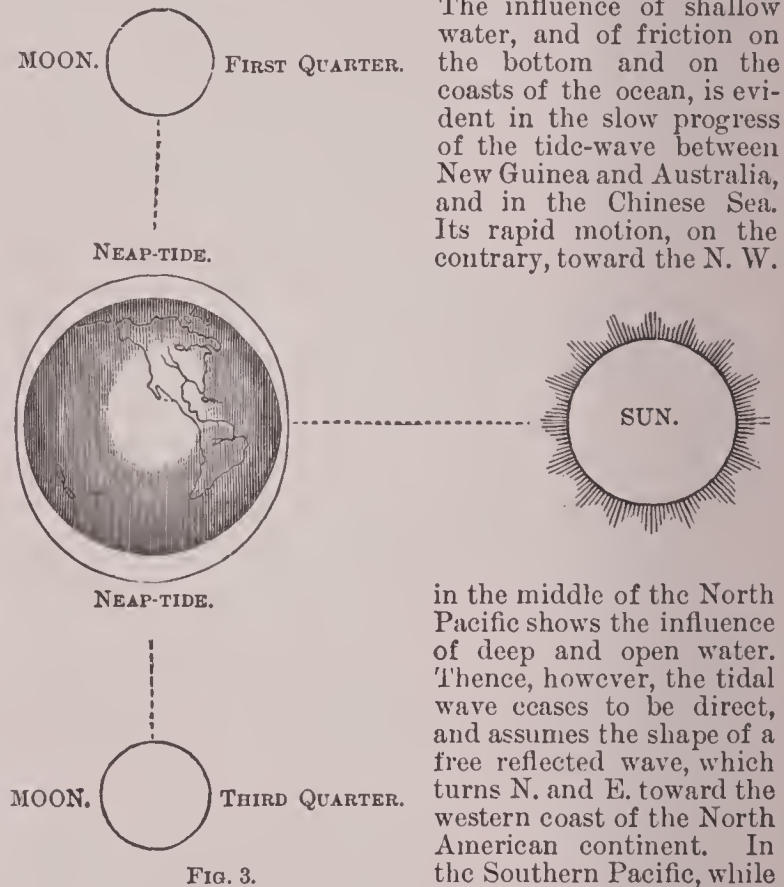 MOON. FIRST QUARTER.
NEAP-TIDE.
SUN.
NEAP-TIDE.
MOON. THIRD QUARTER.
FIG. 3.
The influence of shallow
water, and of friction on
the bottom and on the
coasts of the ocean, is evi-
dent in the slow progress
of the tide-wave between
New Guinea and Australia,
and in the Chinese Sea.
Its rapid motion, on the
contrary, toward the N. W.
in the middle of the North
Pacific shows the influence
of deep and open water.
Thence, however, the tidal
wave ceases to be direct,
and assumes the shape of a
free reflected wave, which
turns N. and E. toward the
western coast of the North
American continent. In
the Southern Pacific, while